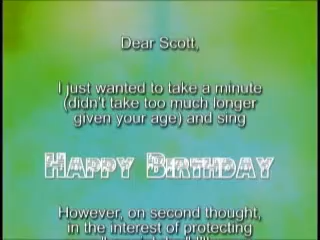 Dear Scott,
I just wanted to take a minute
(didn't take too much longer
given your age) and sing
Happy Birthday
However, on second thought,
in the interest of protecting